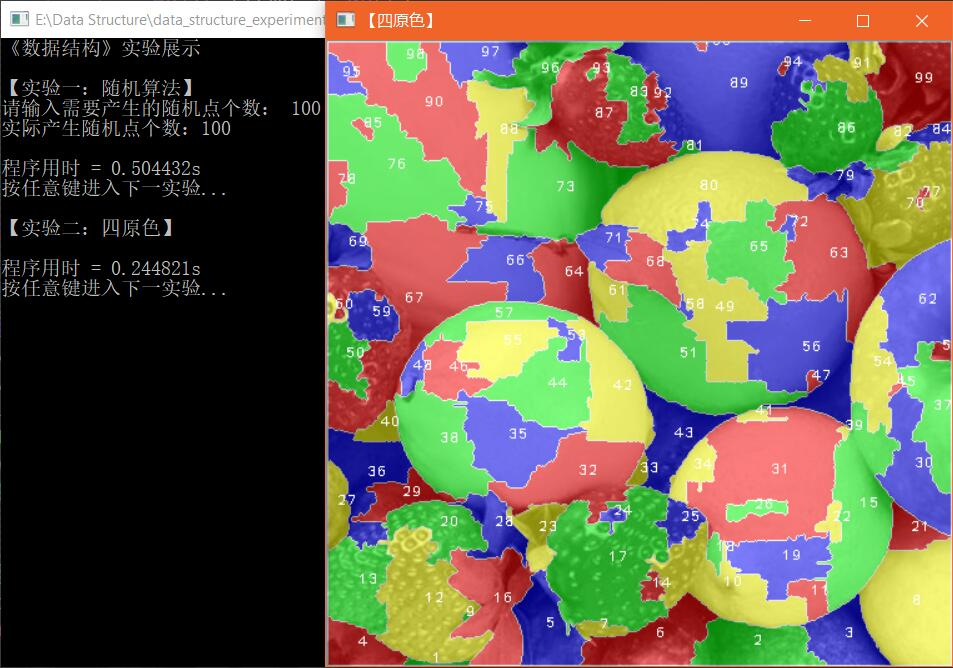 E:\Data Structure\data_structure_experiment
【四原色】
《数据结构》实验展示
【实验一：随机算法】
请输入需要产生的随机点个数： 100
实际产生随机点个数：100
程序用时 = 0.504432s
按任意键进入下一实验...
【实验二：四原色】
程序用时 = 0.244821s
按任意键进入下一实验...
98 97
95 96 93 94 91
90 89 99
83 92
88 87
85 86 82 84
81
76 79
78 73 80 77
75 70
74 72
69 71 65 63
66 68
64
67 61 62
60 59 57 58 49
55 53
50 56
48 46 51 54
44 42 47 45
41 37
40 39
38 35 43
36 32 33 34 31 30
29
27 26 15
24
20 28 23 25 22 21
17 18 19
13 14 10
12 16 11 8
9
5 7 6 3
4 2
1